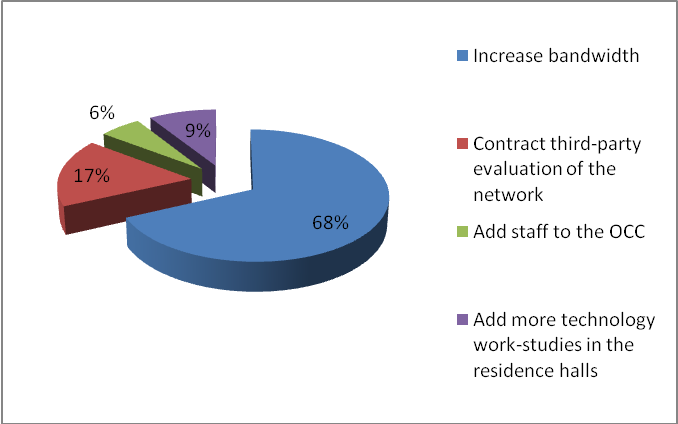 6%
9%
17%
68%
Increase bandwidth
Contract third-party
evaluation of the
network
Add staff to the OCC
Add more technology
work-studies in the
residence halls